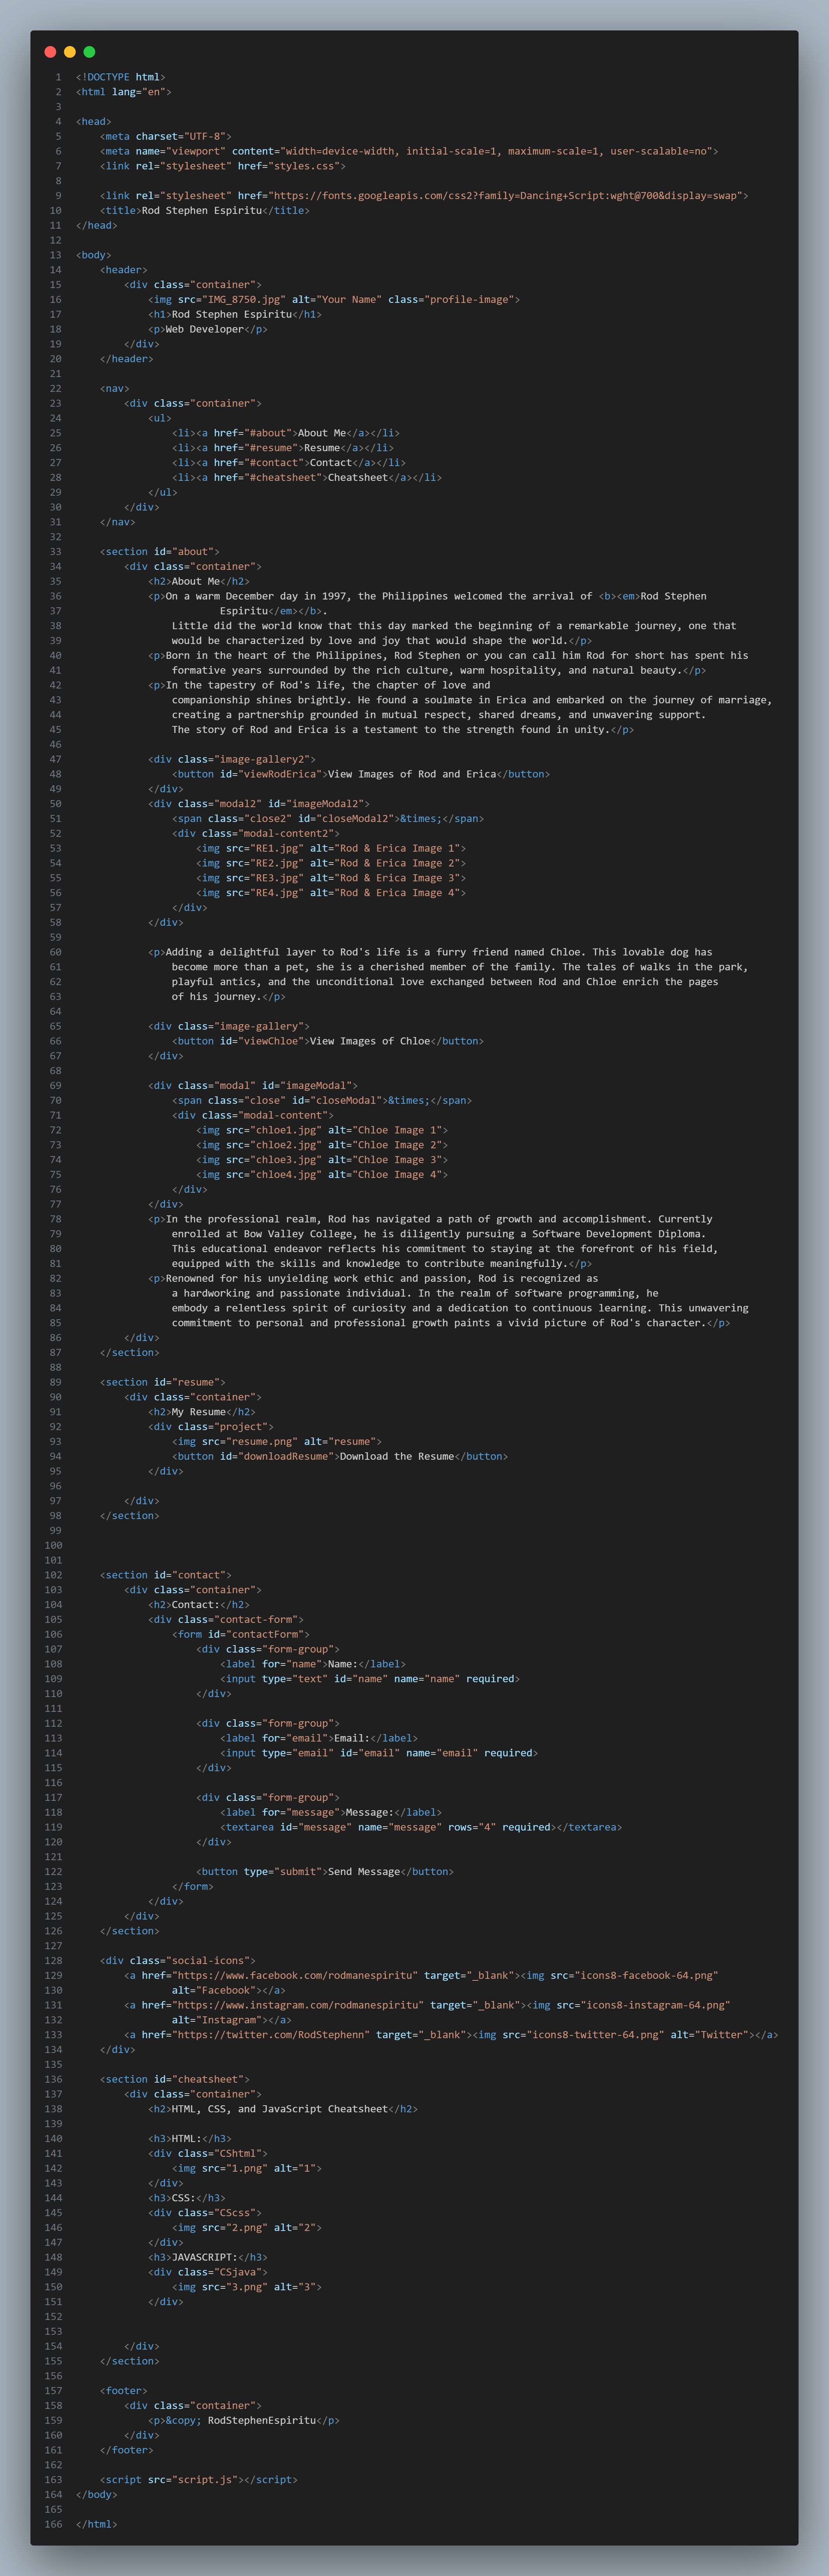 1 <!DOCTYPE html>
2 <html lang="en">
3
4 <head>
5     <meta charset="UTF-8">
6     <meta name="viewport" content="width=device-width, initial-scale=1, maximum-scale=1, user-scalable=no">
7     <link rel="stylesheet" href="styles.css">
8
9     <link rel="stylesheet" href="https://fonts.googleapis.com/css2?family=Dancing+Script:wght@700&display=swap">
10     <title>Rod Stephen Espiritu</title>
11 </head>
12
13 <body>
14     <header>
15         <div class="container">
16             <img src="IMG_8750.jpg" alt="Your Name" class="profile-image">
17             <h1>Rod Stephen Espiritu</h1>
18             <p>Web Developer</p>
19         </div>
20     </header>
21
22     <nav>
23         <div class="container">
24             <ul>
25                 <li><a href="#about">About Me</a></li>
26                 <li><a href="#resume">Resume</a></li>
27                 <li><a href="#contact">Contact</a></li>
28                 <li><a href="#cheatsheet">Cheatsheet</a></li>
29             </ul>
30         </div>
31     </nav>
32
33     <section id="about">
34         <div class="container">
35             <h2>About Me</h2>
36             <p>On a warm December day in 1997, the Philippines welcomed the arrival of <b><em>Rod Stephen
37                         Espiritu</em></b>.
38                 Little did the world know that this day marked the beginning of a remarkable journey, one that
39                 would be characterized by love and joy that would shape the world.</p>
40             <p>Born in the heart of the Philippines, Rod Stephen or you can call him Rod for short has spent his
41                 formative years surrounded by the rich culture, warm hospitality, and natural beauty.</p>
42             <p>In the tapestry of Rod's life, the chapter of love and
43                 companionship shines brightly. He found a soulmate in Erica and embarked on the journey of marriage,
44                 creating a partnership grounded in mutual respect, shared dreams, and unwavering support.
45                 The story of Rod and Erica is a testament to the strength found in unity.</p>
46
47             <div class="image-gallery2">
48                 <button id="viewRodErica">View Images of Rod and Erica</button>
49             </div>
50             <div class="modal2" id="imageModal2">
51                 <span class="close2" id="closeModal2">&times;</span>
52                 <div class="modal-content2">
53                     <img src="RE1.jpg" alt="Rod & Erica Image 1">
54                     <img src="RE2.jpg" alt="Rod & Erica Image 2">
55                     <img src="RE3.jpg" alt="Rod & Erica Image 3">
56                     <img src="RE4.jpg" alt="Rod & Erica Image 4">
57                 </div>
58             </div>
59
60             <p>Adding a delightful layer to Rod's life is a furry friend named Chloe. This lovable dog has
61                 become more than a pet, she is a cherished member of the family. The tales of walks in the park,
62                 playful antics, and the unconditional love exchanged between Rod and Chloe enrich the pages
63                 of his journey.</p>
64
65             <div class="image-gallery">
66                 <button id="viewChloe">View Images of Chloe</button>
67             </div>
68
69             <div class="modal" id="imageModal">
70                 <span class="close" id="closeModal">&times;</span>
71                 <div class="modal-content">
72                     <img src="chloe1.jpg" alt="Chloe Image 1">
73                     <img src="chloe2.jpg" alt="Chloe Image 2">
74                     <img src="chloe3.jpg" alt="Chloe Image 3">
75                     <img src="chloe4.jpg" alt="Chloe Image 4">
76                 </div>
77             </div>
78             <p>In the professional realm, Rod has navigated a path of growth and accomplishment. Currently
79                 enrolled at Bow Valley College, he is diligently pursuing a Software Development Diploma.
80                 This educational endeavor reflects his commitment to staying at the forefront of his field,
81                 equipped with the skills and knowledge to contribute meaningfully.</p>
82             <p>Renowned for his unyielding work ethic and passion, Rod is recognized as
83                 a hardworking and passionate individual. In the realm of software programming, he
84                 embody a relentless spirit of curiosity and a dedication to continuous learning. This unwavering
85                 commitment to personal and professional growth paints a vivid picture of Rod's character.</p>
86         </div>
87     </section>
88
89     <section id="resume">
90         <div class="container">
91             <h2>My Resume</h2>
92             <div class="project">
93                 <img src="resume.png" alt="resume">
94                 <button id="downloadResume">Download the Resume</button>
95             </div>
96
97         </div>
98     </section>
99
100
101
102     <section id="contact">
103         <div class="container">
104             <h2>Contact:</h2>
105             <div class="contact-form">
106                 <form id="contactForm">
107                     <div class="form-group">
108                         <label for="name">Name:</label>
109                         <input type="text" id="name" name="name" required>
110                     </div>
111
112                     <div class="form-group">
113                         <label for="email">Email:</label>
114                         <input type="email" id="email" name="email" required>
115                     </div>
116
117                     <div class="form-group">
118                         <label for="message">Message:</label>
119                         <textarea id="message" name="message" rows="4" required></textarea>
120                     </div>
121
122                     <button type="submit">Send Message</button>
123                 </form>
124             </div>
125         </div>
126     </section>
127
128     <div class="social-icons">
129         <a href="https://www.facebook.com/rodmanespiritu" target="_blank"><img src="icons8-facebook-64.png"
130                 alt="Facebook"></a>
131         <a href="https://www.instagram.com/rodmanespiritu" target="_blank"><img src="icons8-instagram-64.png"
132                 alt="Instagram"></a>
133         <a href="https://twitter.com/RodStephenn" target="_blank"><img src="icons8-twitter-64.png" alt="Twitter"></a>
134     </div>
135
136     <section id="cheatsheet">
137         <div class="container">
138             <h2>HTML, CSS, and JavaScript Cheatsheet</h2>
139
140             <h3>HTML:</h3>
141             <div class="CShtml">
142                 <img src="1.png" alt="1">
143             </div>
144             <h3>CSS:</h3>
145             <div class="CScss">
146                 <img src="2.png" alt="2">
147             </div>
148             <h3>JAVASCRIPT:</h3>
149             <div class="CSjava">
150                 <img src="3.png" alt="3">
151             </div>
152
153
154         </div>
155     </section>
156
157     <footer>
158         <div class="container">
159             <p>&copy; RodStephenEspiritu</p>
160         </div>
161     </footer>
162
163     <script src="script.js"></script>
164 </body>
165
166 </html>